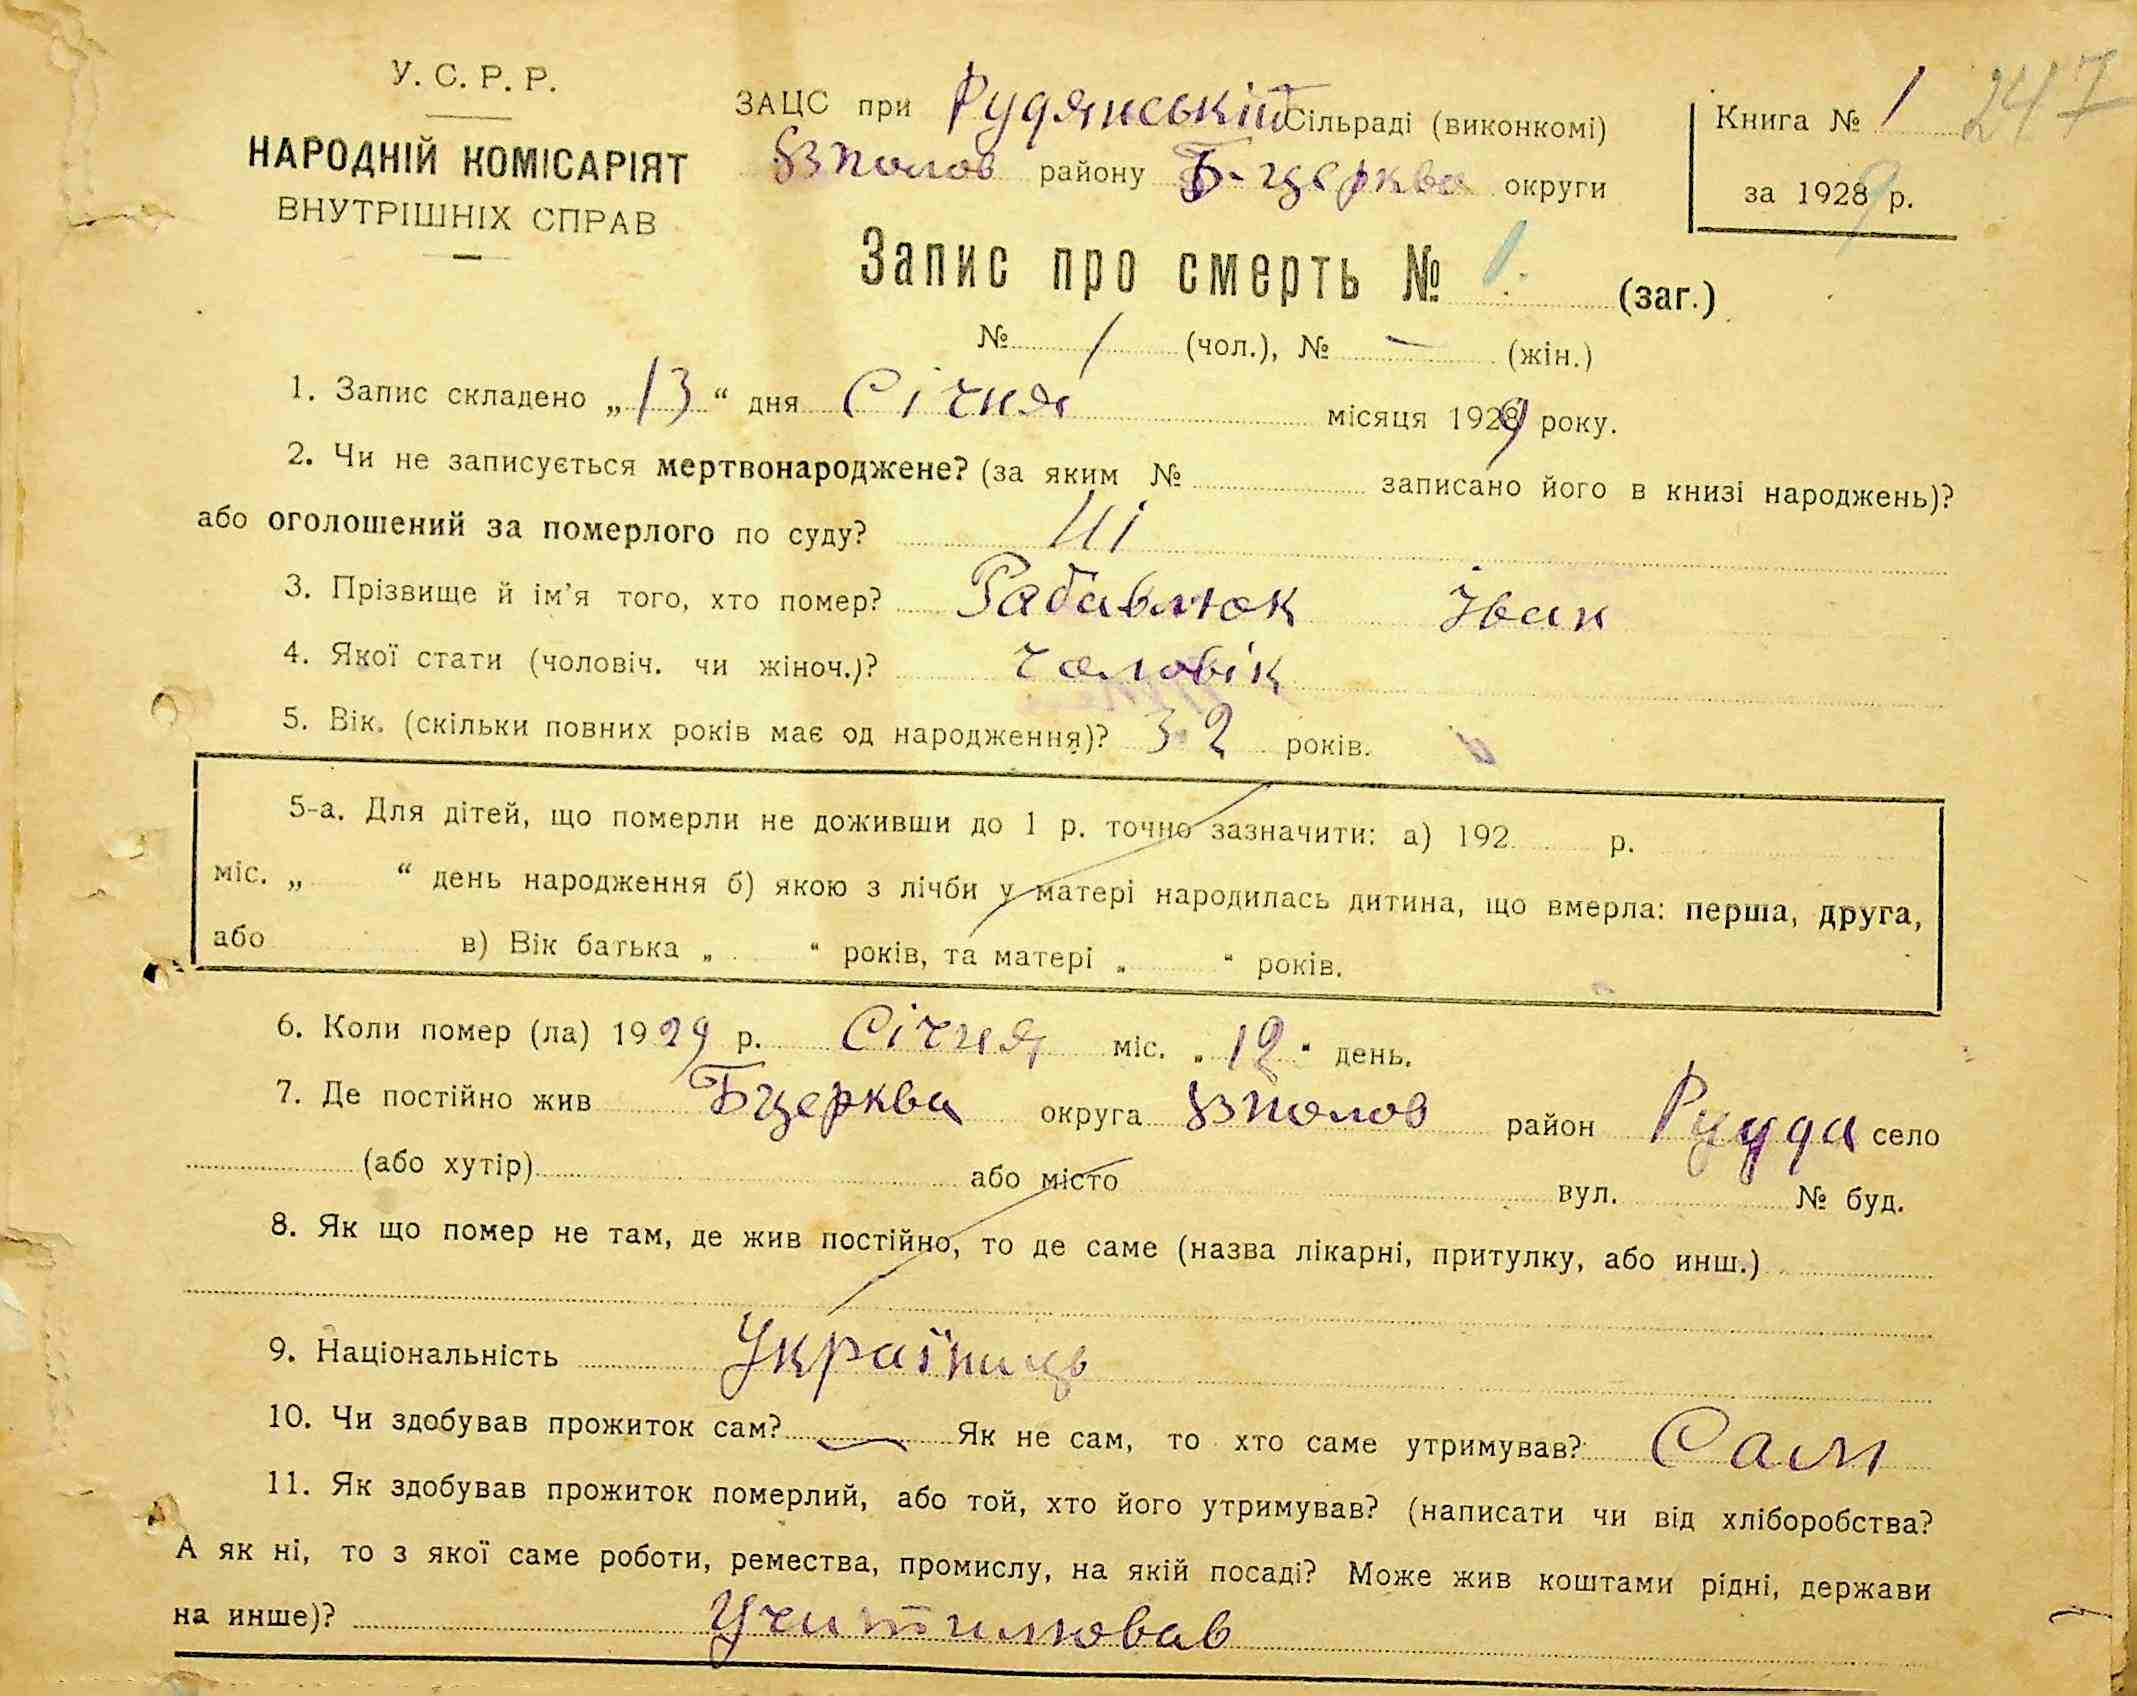 У. С. Р. Р.
НАРОДНІЙ КОМІСАРІЯТ
ВНУТРІШНІХ СПРАВ
ЗАЦС при Рудянській Сільраді (виконкомі)
району Б-церква округи
Книга № 1 247
за 1929 р.
Запис про смерть № 1. (заг.)
№ 1 (чол.), № — (жін.)
1. Запис складено „13“ дня Січня місяця 1929 року.
2. Чи не записується мертвонароджене? (за яким № записано його в книзі народжень)?
або оголошений за померлого по суду? Ні
3. Прізвище й ім’я того, хто помер? Рабавлюк Іван
4. Якої стати (чоловіч. чи жіноч.)? чоловік
5. Вік. (скільки повних років має од народження)? 32 років.
5-а. Для дітей, що померли не доживши до 1 р. точно зазначити: а) 192 р.
міс. „ “ день народження б) якою з лічби у матері народилась дитина, що вмерла: перша, друга,
або в) Вік батька „ “ років, та матері „ “ років.
6. Коли помер (ла) 1929 р. Січня міс. „12“ день.
7. Де постійно жив Бцерква округа район Рууда село
(або хутір) або місто вул. № буд.
8. Як що помер не там, де жив постійно, то де саме (назва лікарні, притулку, або инш.)
9. Національність Україниць
10. Чи здобував прожиток сам? — Як не сам, то хто саме утримував? Сам
11. Як здобував прожиток померлий, або той, хто його утримував? (написати чи від хліборобства?
А як ні, то з якої саме роботи, ремества, промислу, на якій посаді? Може жив коштами рідні, держави
на инше)? Учитилював